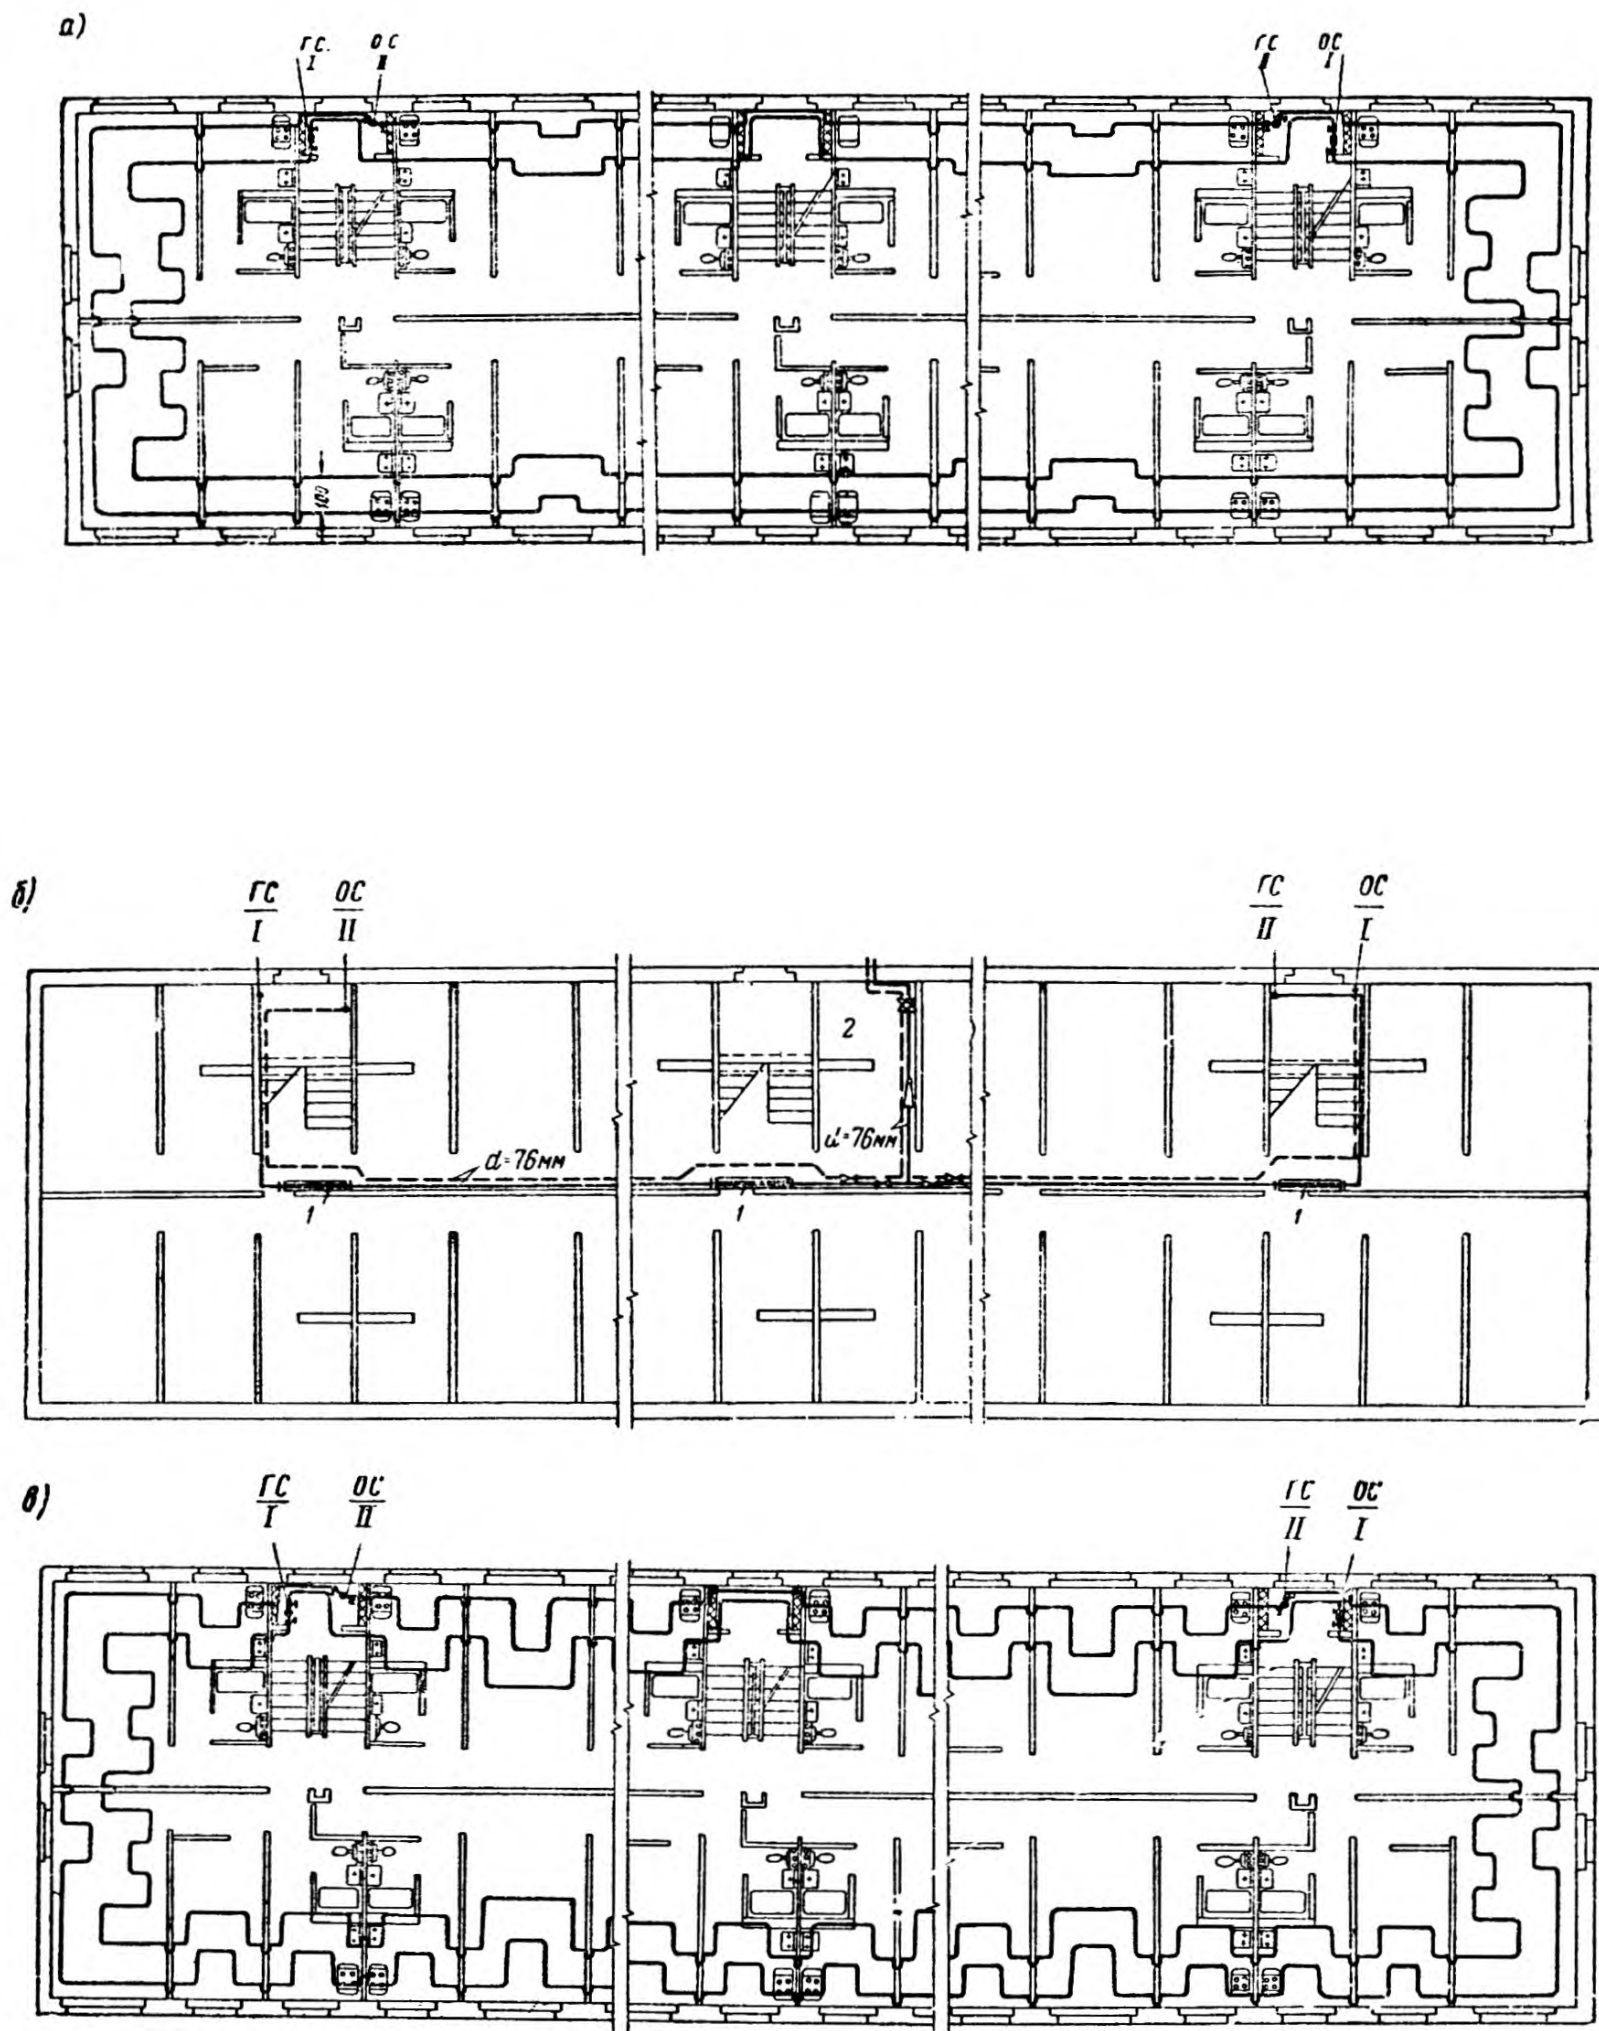 а)
ГС. I ОС II ГС II ОС I
100
б)
ГС I ОС II ГС II ОС I
2
d=76мм
d=76мм
1 1 1
в)
ГС I ОС II ГС II ОС I